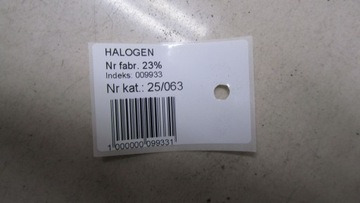 HALOGEN
Nr fabr. 23%
Indeks: 009933
Nr kat.: 25/063
1 000000 099331